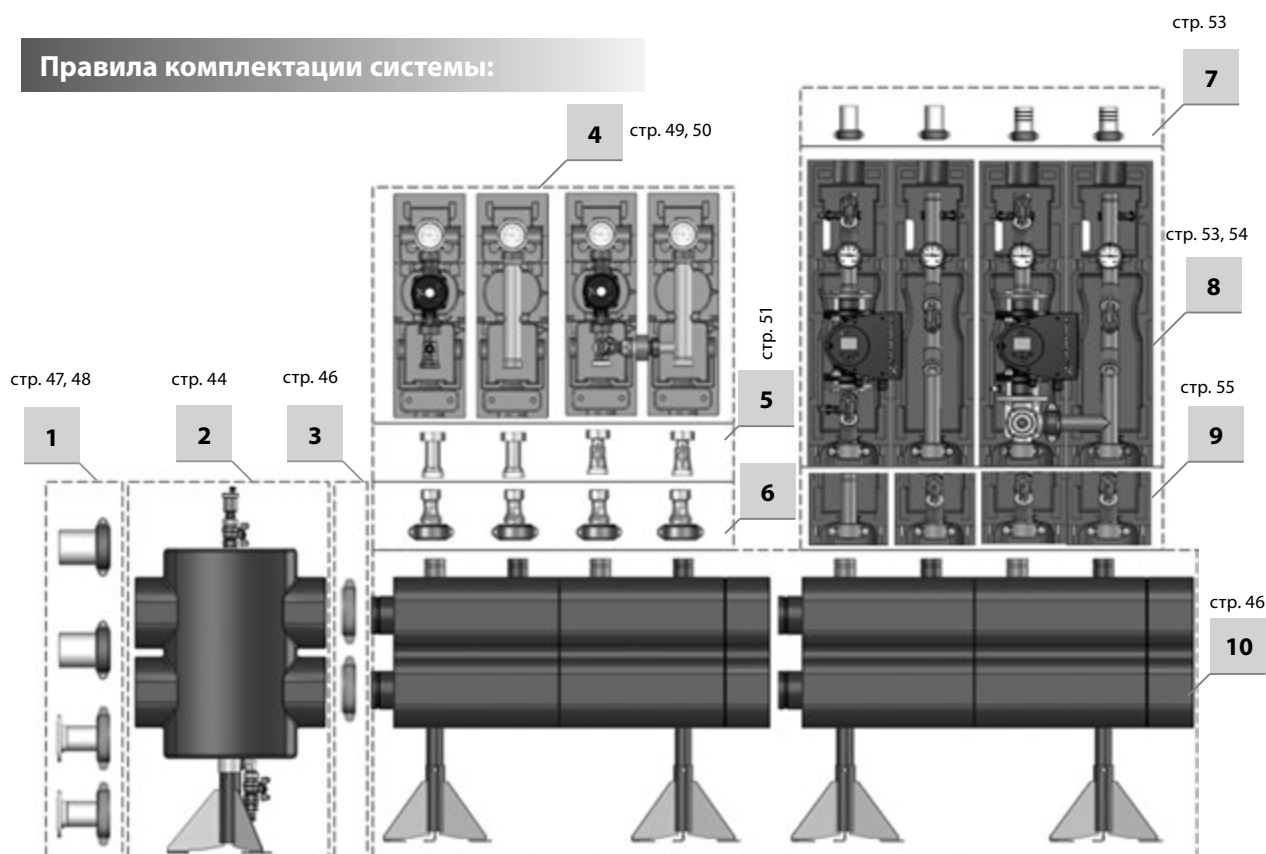 стр. 53
Правила комплектации системы:
7
4
стр. 49, 50
стр. 53, 54
8
стр. 51
стр. 47, 48
стр. 44
стр. 46
5
стр. 55
1
2
3
9
6
стр. 46
10